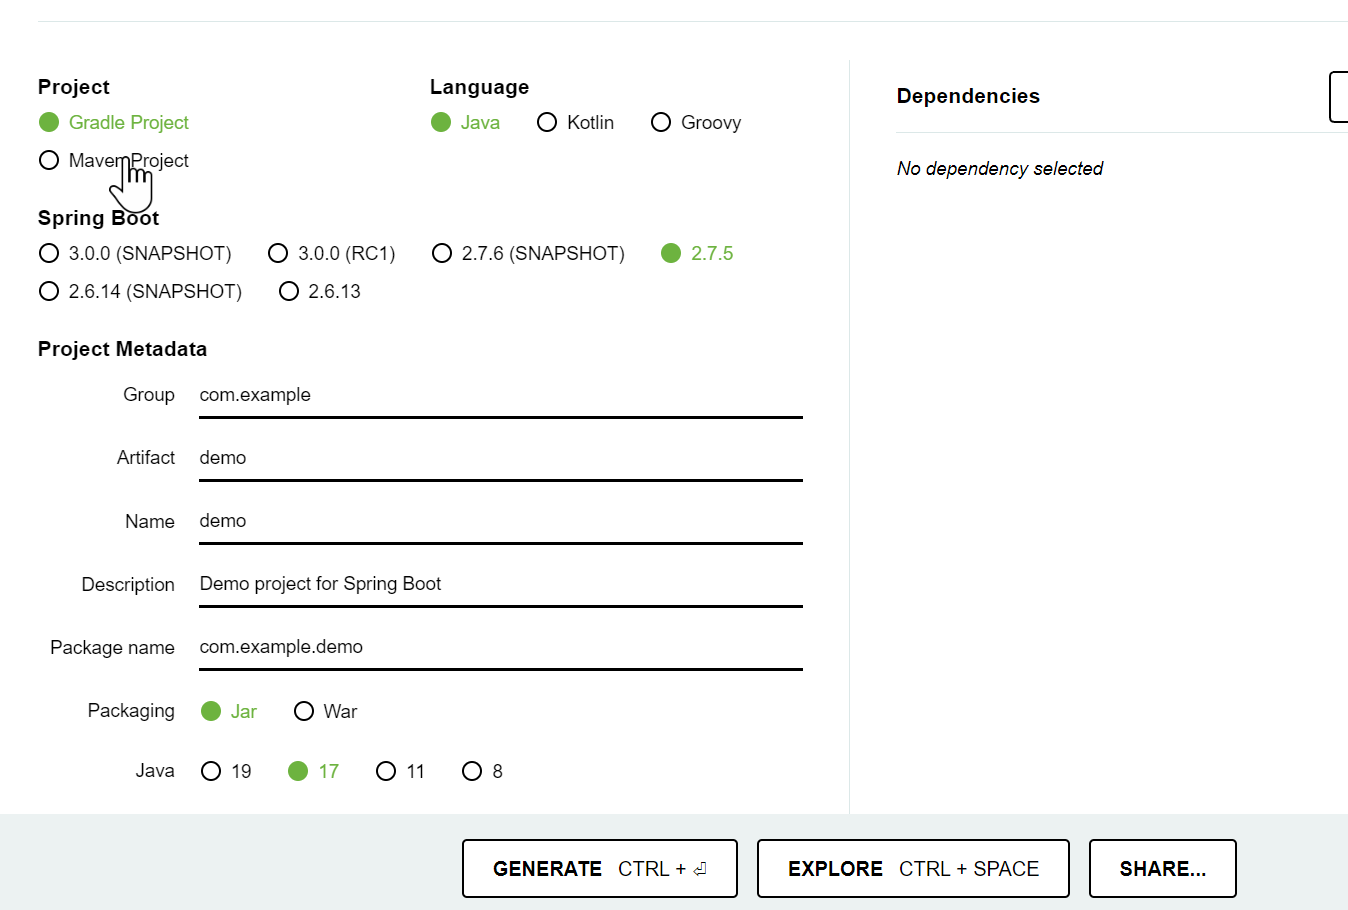 Project
Gradle Project
Maven Project
Language
Java Kotlin Groovy
Spring Boot
3.0.0 (SNAPSHOT) 3.0.0 (RC1) 2.7.6 (SNAPSHOT) 2.7.5
2.6.14 (SNAPSHOT) 2.6.13
Project Metadata
Group com.example
Artifact demo
Name demo
Description Demo project for Spring Boot
Package name com.example.demo
Packaging Jar War
Java 19 17 11 8
Dependencies
No dependency selected
GENERATE CTRL + ⏎ EXPLORE CTRL + SPACE SHARE...